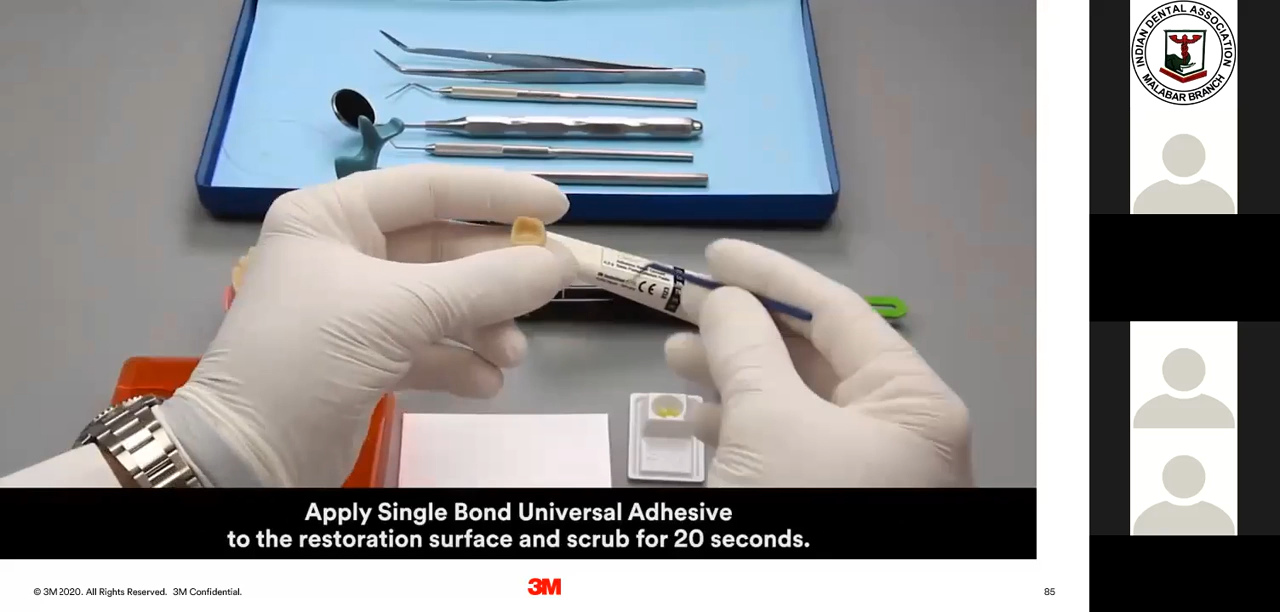 INDIAN DENTAL ASSOCIATION
MALABAR BRANCH
CE
Apply Single Bond Universal Adhesive
to the restoration surface and scrub for 20 seconds.
© 3M 2020. All Rights Reserved. 3M Confidential.
3M
85